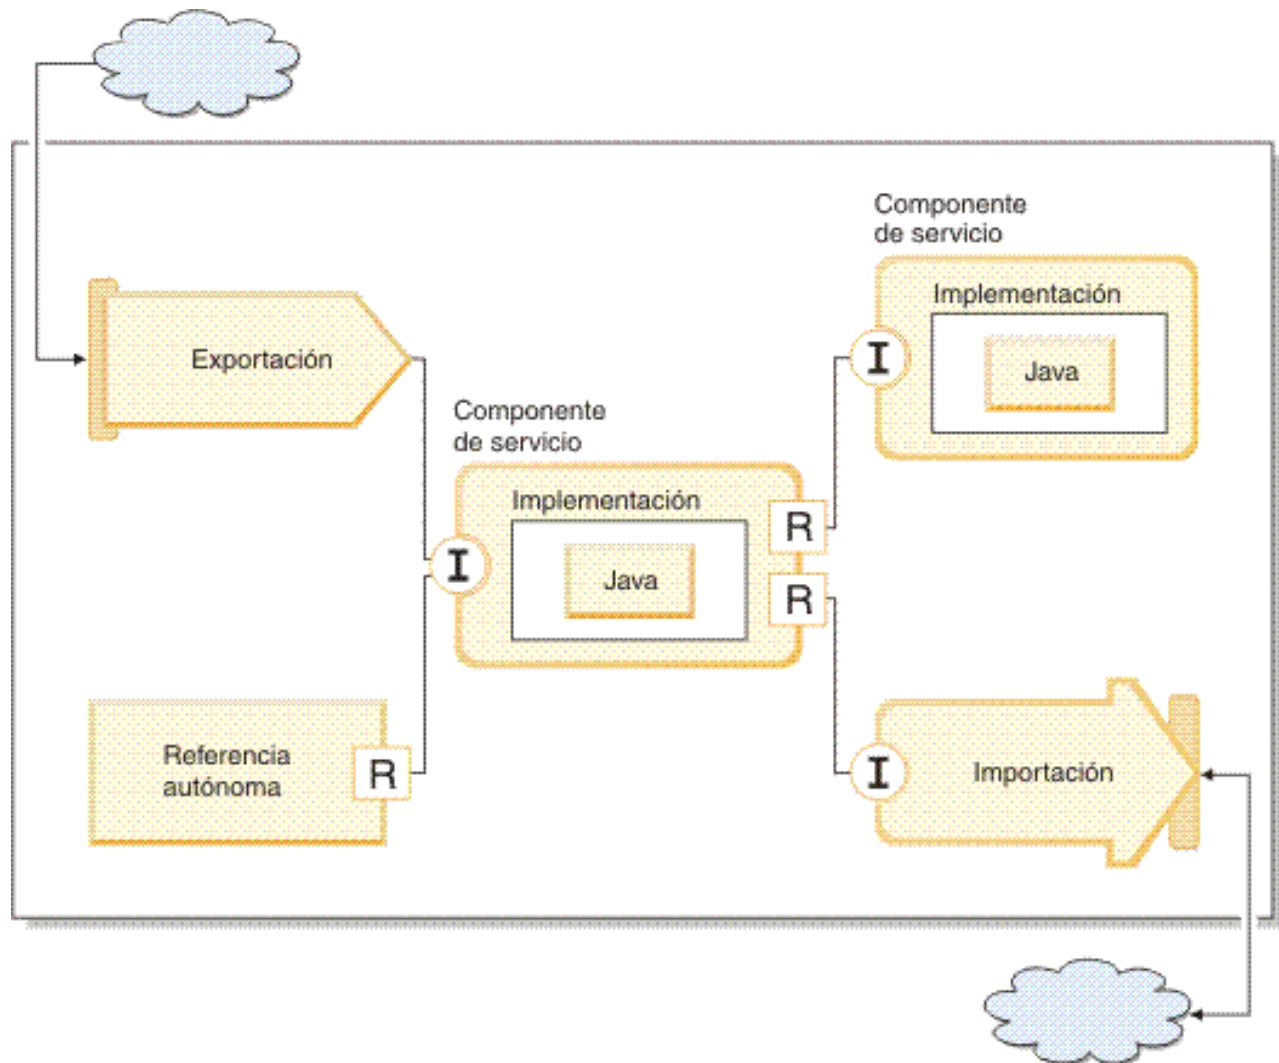 Componente
de servicio
Implementación
I
Java
Exportación
Componente
de servicio
Implementación
R
I
Java
R
Referencia
autónoma
R
I
Importación